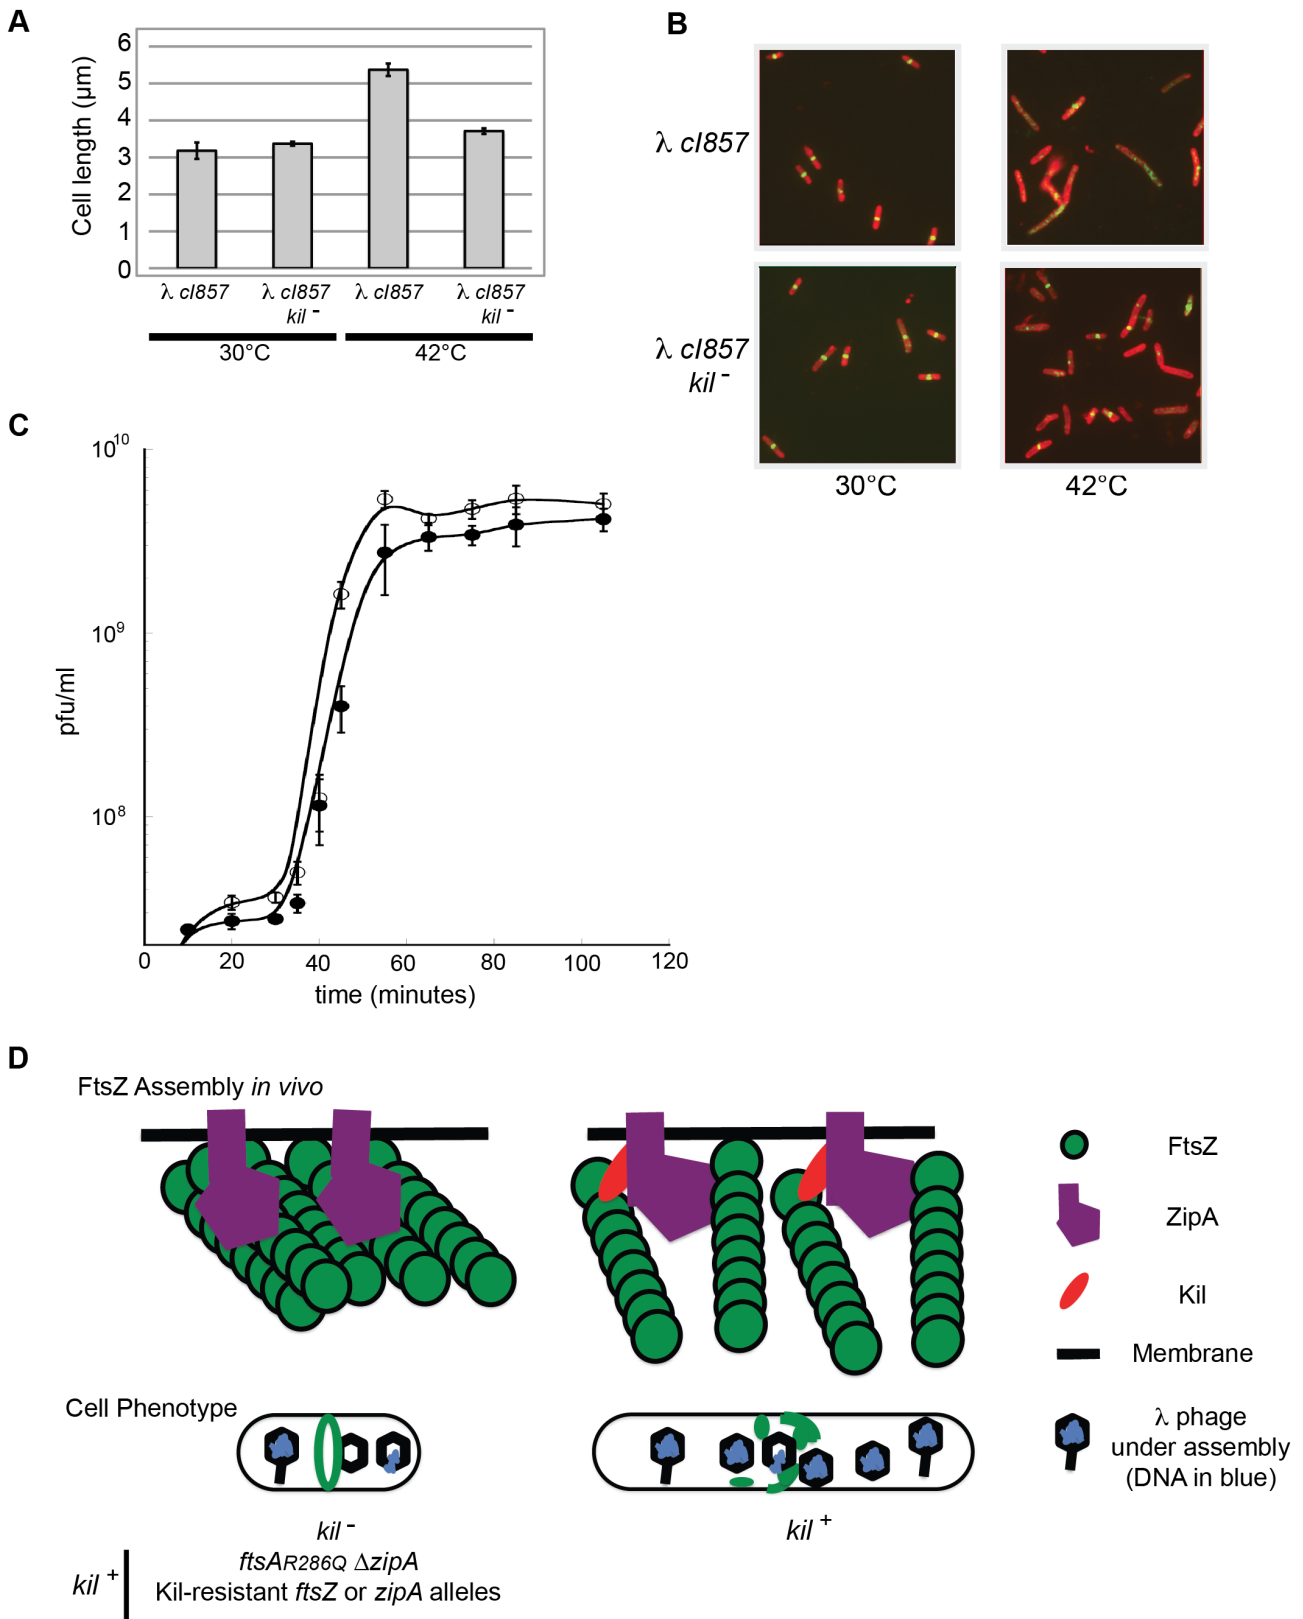 A
Cell length (µm)
6
5
4
3
2
1
0
λ cI857
λ cI857
kil -
λ cI857
λ cI857
kil -
30°C
42°C
B
λ cI857
λ cI857
kil -
30°C
42°C
C
pfu/ml
10^10
10^9
10^8
0
20
40
60
80
100
120
time (minutes)
D
FtsZ Assembly in vivo
FtsZ
ZipA
Kil
Membrane
λ phage
under assembly
(DNA in blue)
Cell Phenotype
kil -
kil +
kil +
ftsAR286Q ΔzipA
Kil-resistant ftsZ or zipA alleles